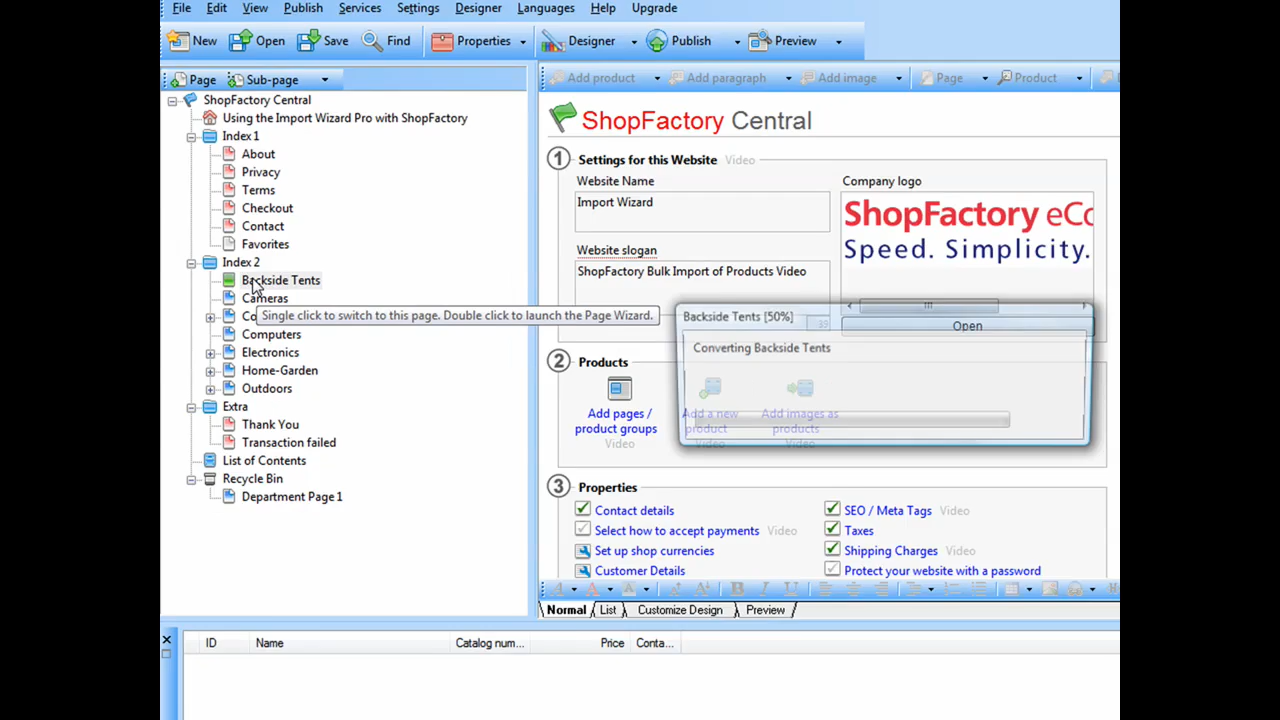 File Edit View Publish Services Settings Designer Languages Help Upgrade
New Open Save Find Properties Designer Publish Preview
Page Sub-page
Add product Add paragraph Add image Page Product
ShopFactory Central
Using the Import Wizard Pro with ShopFactory
Index 1
About
Privacy
Terms
Checkout
Contact
Favorites
Index 2
Backside Tents
Cameras
Co
Single click to switch to this page. Double click to launch the Page Wizard.
Computers
Electronics
Home-Garden
Outdoors
Extra
Thank You
Transaction failed
List of Contents
Recycle Bin
Department Page 1
ShopFactory Central
1 Settings for this Website Video
Website Name
Import Wizard
Company logo
ShopFactory eCo
Speed. Simplicity.
Website slogan
ShopFactory Bulk Import of Products Video
39
Open
Backside Tents [50%]
Converting Backside Tents
2 Products
Add pages /
product groups
Video
Add a new
product
Video
Add images as
products
Video
3 Properties
Contact details
Select how to accept payments Video
Set up shop currencies
Customer Details
SEO / Meta Tags Video
Taxes
Shipping Charges Video
Protect your website with a password
Normal List Customize Design Preview
ID Name Catalog num... Price Conta...